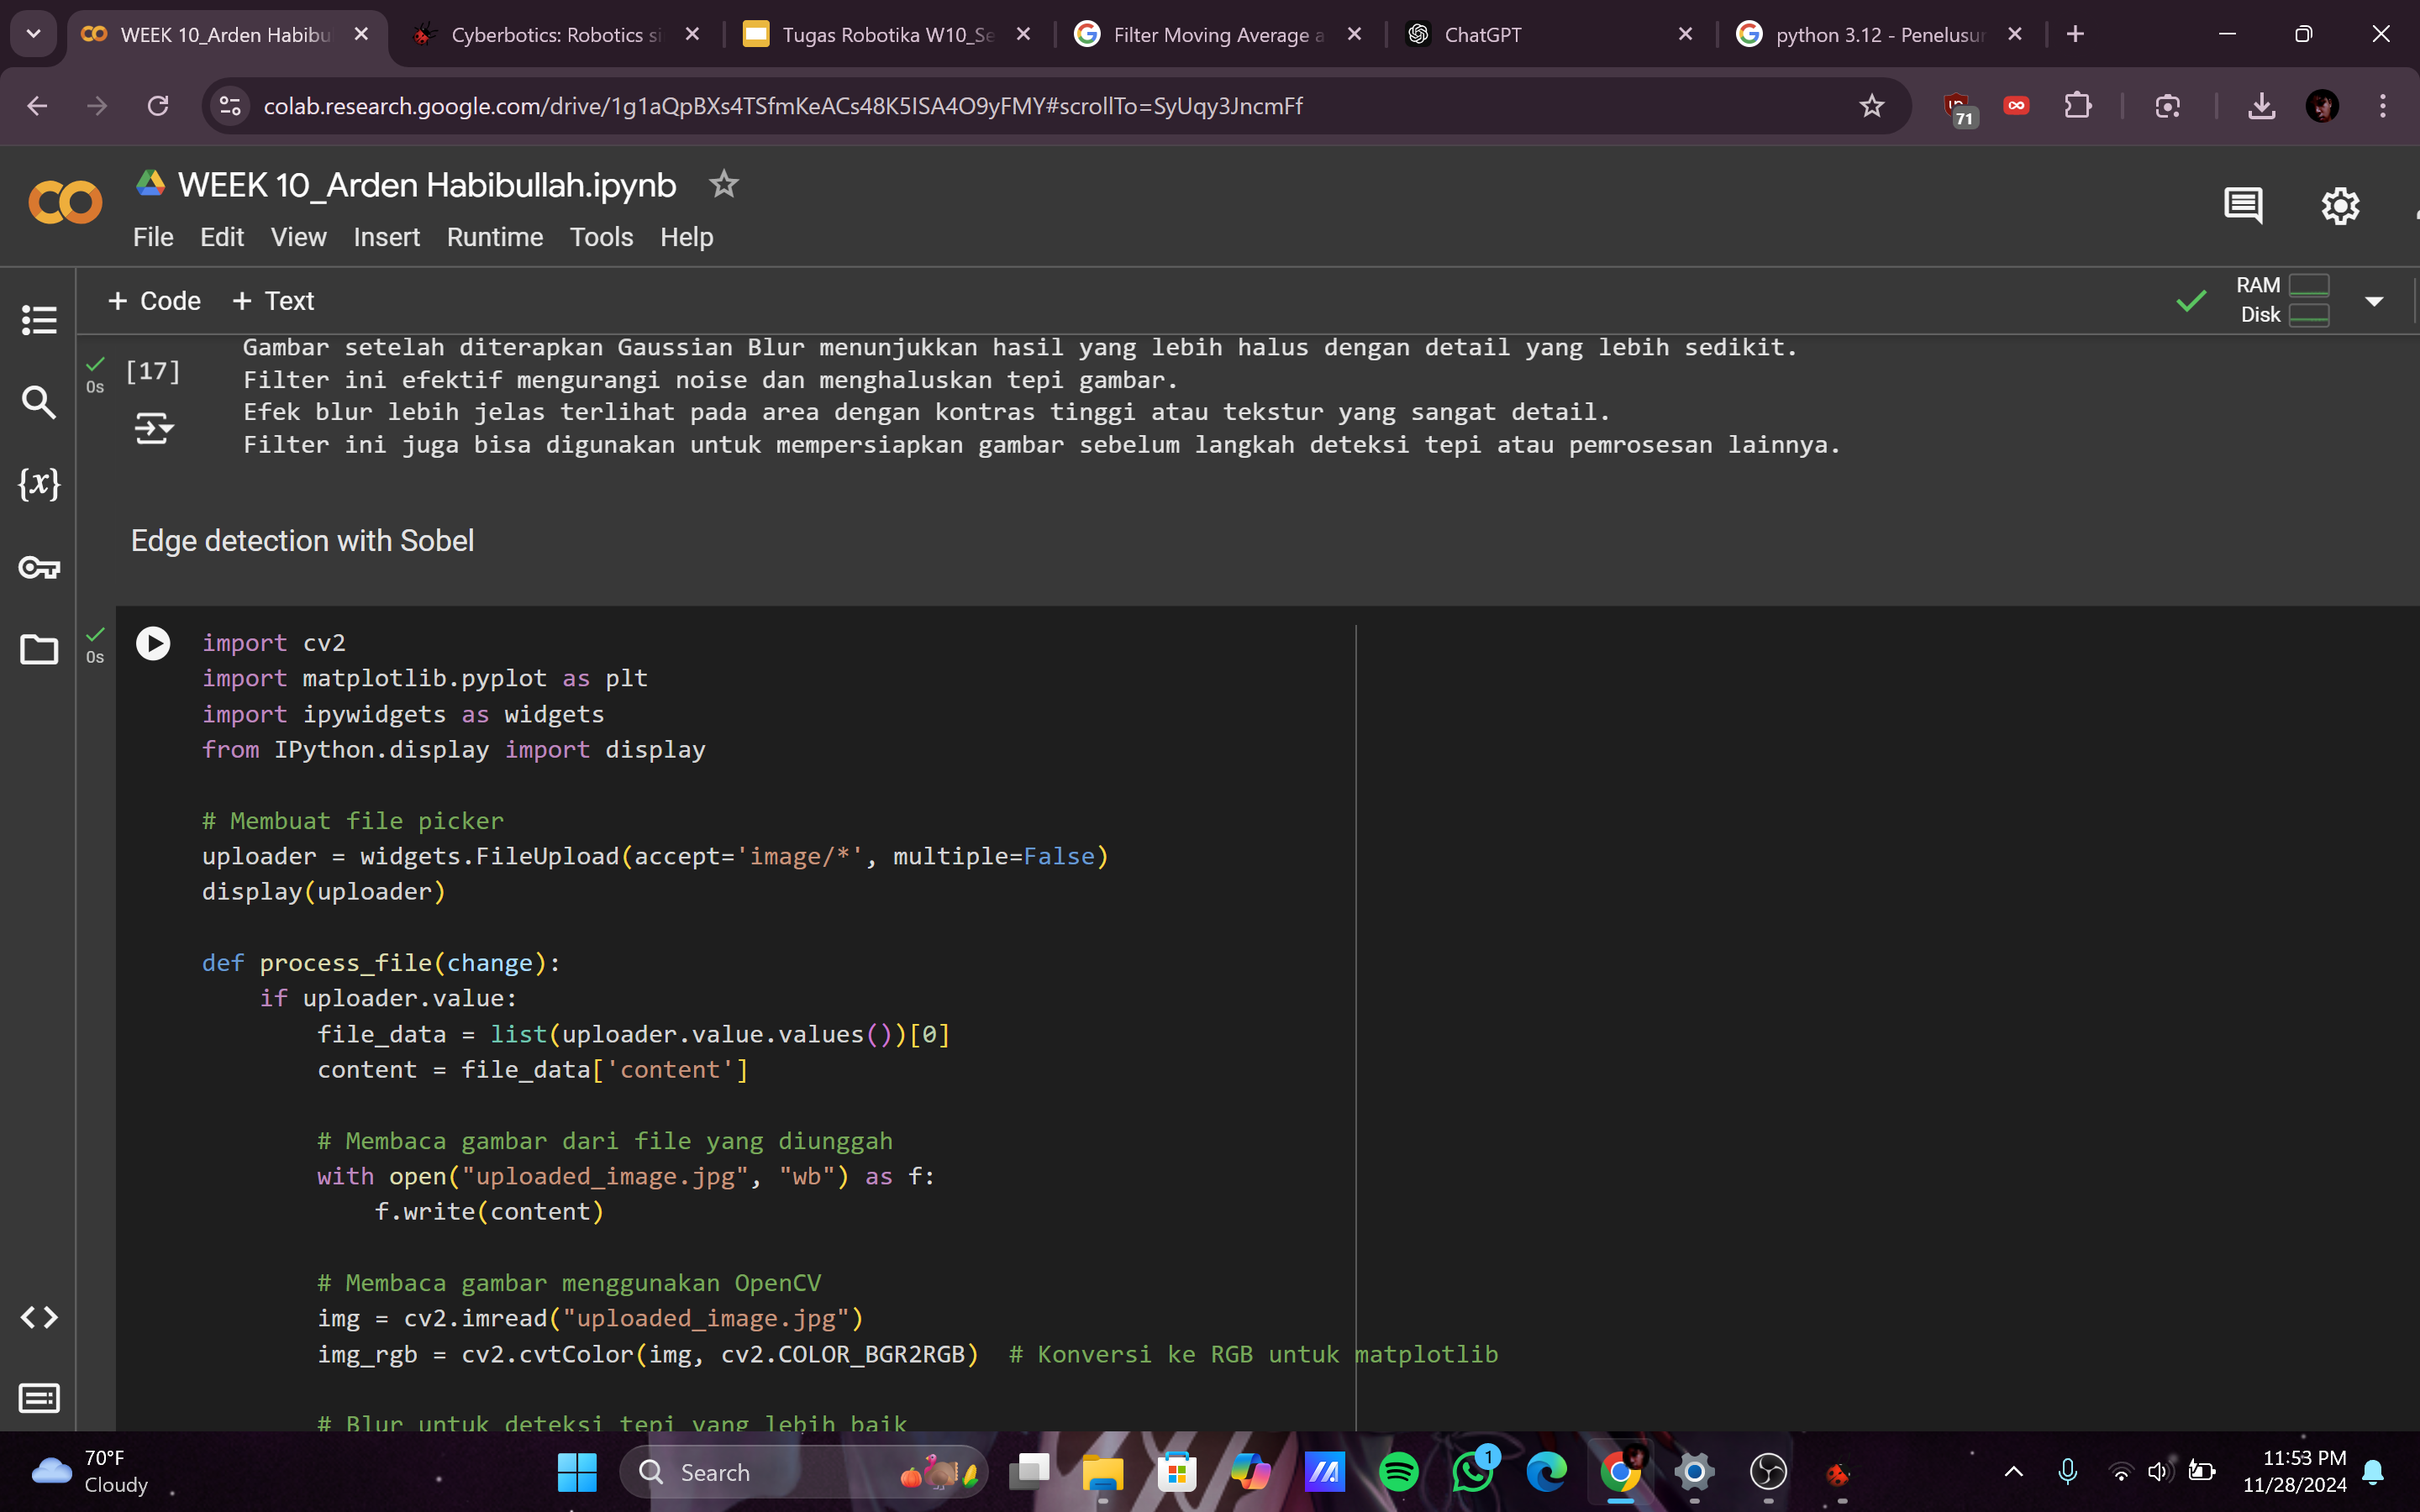 WEEK 10_Arden Habibu
Cyberbotics: Robotics si
Tugas Robotika W10_Se
Filter Moving Average a
ChatGPT
python 3.12 - Penelusur
colab.research.google.com/drive/1g1aQpBXs4TSfmKeACs48K5ISA4O9yFMY#scrollTo=SyUqy3JncmFf
71
WEEK 10_Arden Habibullah.ipynb
File Edit View Insert Runtime Tools Help
+ Code + Text
RAM
Disk
[17]
0s
Gambar setelah diterapkan Gaussian Blur menunjukkan hasil yang lebih halus dengan detail yang lebih sedikit.
Filter ini efektif mengurangi noise dan menghaluskan tepi gambar.
Efek blur lebih jelas terlihat pada area dengan kontras tinggi atau tekstur yang sangat detail.
Filter ini juga bisa digunakan untuk mempersiapkan gambar sebelum langkah deteksi tepi atau pemrosesan lainnya.
{x}
Edge detection with Sobel
0s
import cv2
import matplotlib.pyplot as plt
import ipywidgets as widgets
from IPython.display import display
# Membuat file picker
uploader = widgets.FileUpload(accept='image/*', multiple=False)
display(uploader)
def process_file(change):
if uploader.value:
file_data = list(uploader.value.values())[0]
content = file_data['content']
# Membaca gambar dari file yang diunggah
with open("uploaded_image.jpg", "wb") as f:
f.write(content)
# Membaca gambar menggunakan OpenCV
img = cv2.imread("uploaded_image.jpg")
img_rgb = cv2.cvtColor(img, cv2.COLOR_BGR2RGB) # Konversi ke RGB untuk matplotlib
# Blur untuk deteksi tepi yang lebih baik
70°F
Cloudy
Search
1
11:53 PM
11/28/2024